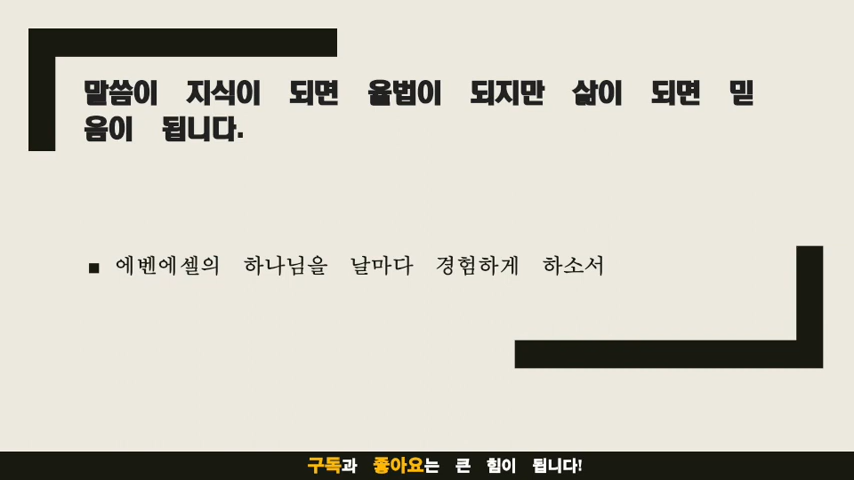 말씀이 지식이 되면 율법이 되지만 삶이 되면 믿
음이 됩니다.
■ 에벤에셀의 하나님을 날마다 경험하게 하소서
구독과 좋아요는 큰 힘이 됩니다!